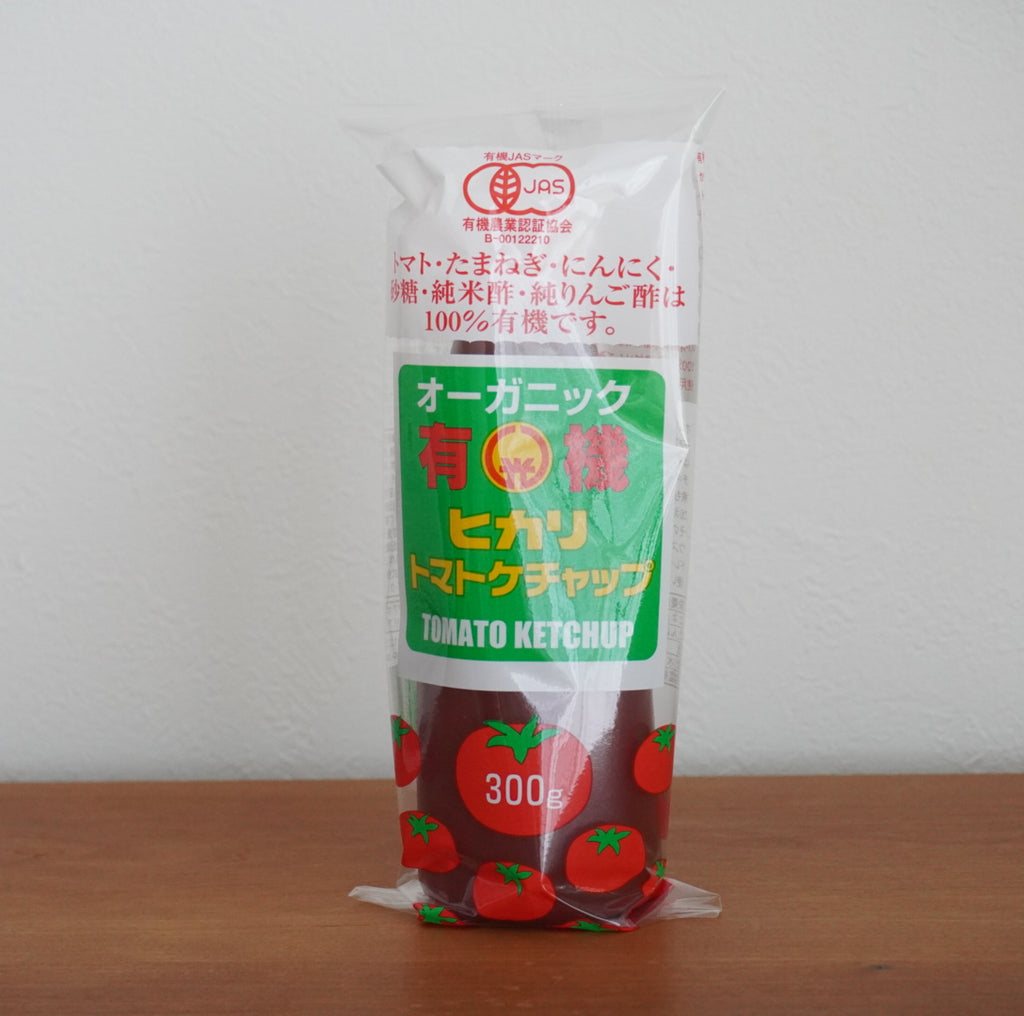 有機JASマーク
JAS
有機農業認証協会
B-00122210
トマト・たまねぎ・にんにく・
砂糖・純米酢・純りんご酢は
100%有機です。
オーガニック
有光機
ヒカリ
トマトケチャップ
TOMATO KETCHUP
300g